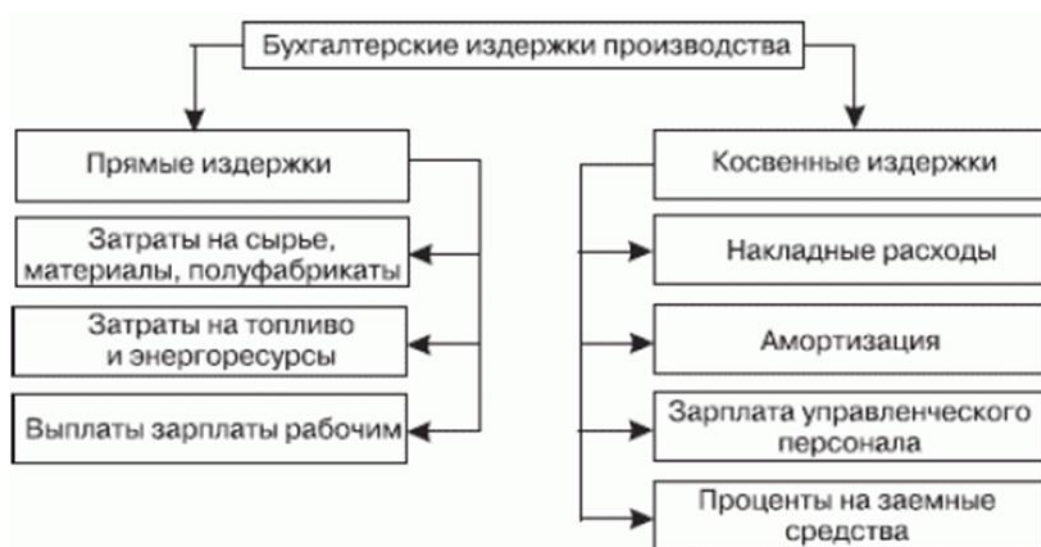 Бухгалтерские издержки производства
Прямые издержки
Затраты на сырье,
материалы, полуфабрикаты
Затраты на топливо
и энергоресурсы
Выплаты зарплаты рабочим
Косвенные издержки
Накладные расходы
Амортизация
Зарплата управленческого
персонала
Проценты на заемные
средства